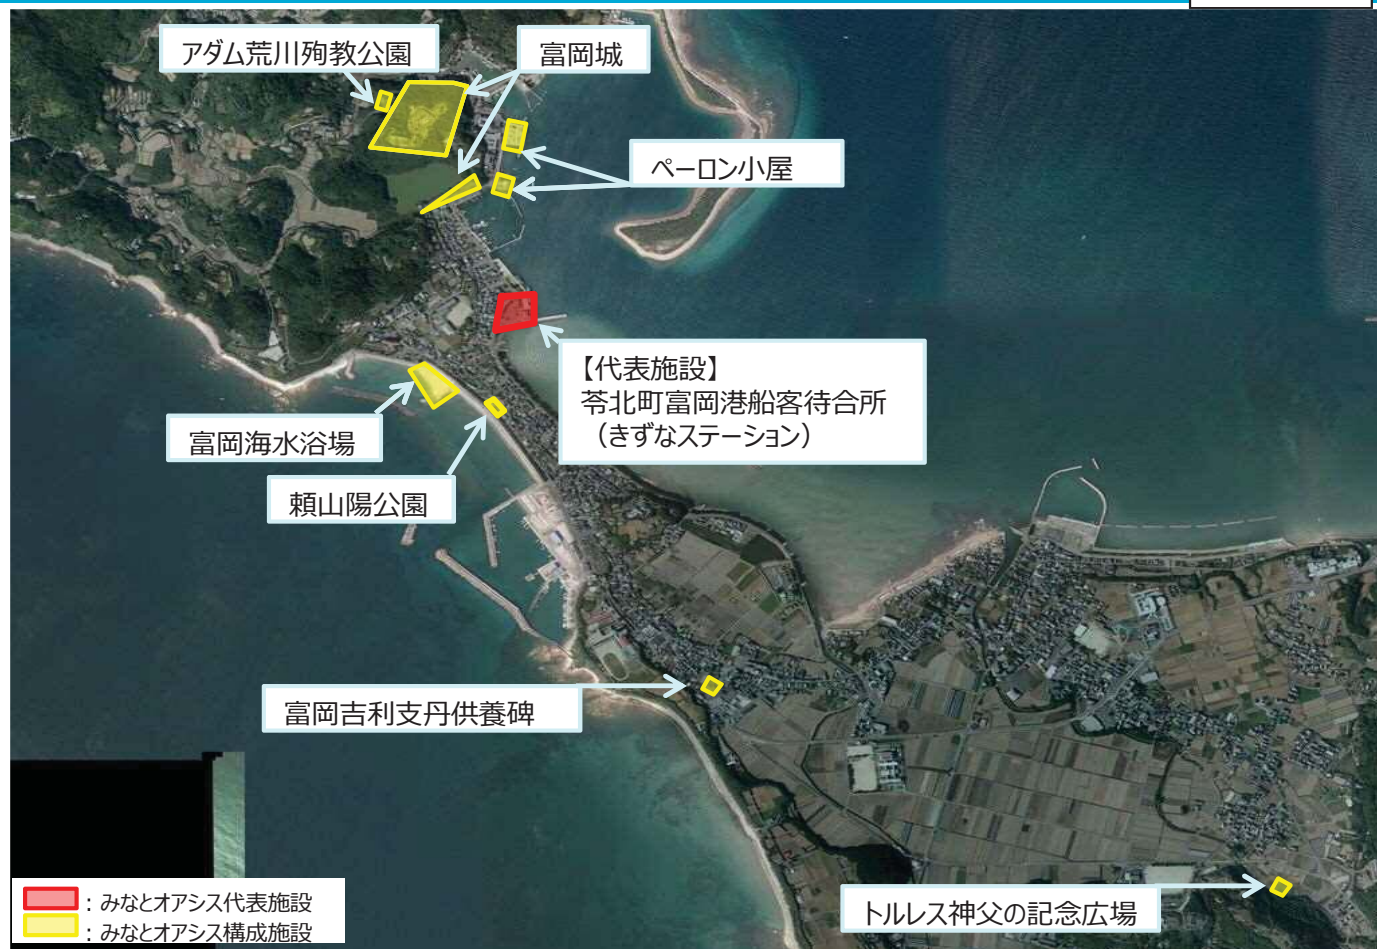 アダム荒川殉教公園
富岡城
ペーロン小屋
【代表施設】
苓北町富岡港船客待合所
（きずなステーション）
富岡海水浴場
頼山陽公園
富岡吉利支丹供養碑
トルレス神父の記念広場
：みなとオアシス代表施設
：みなとオアシス構成施設